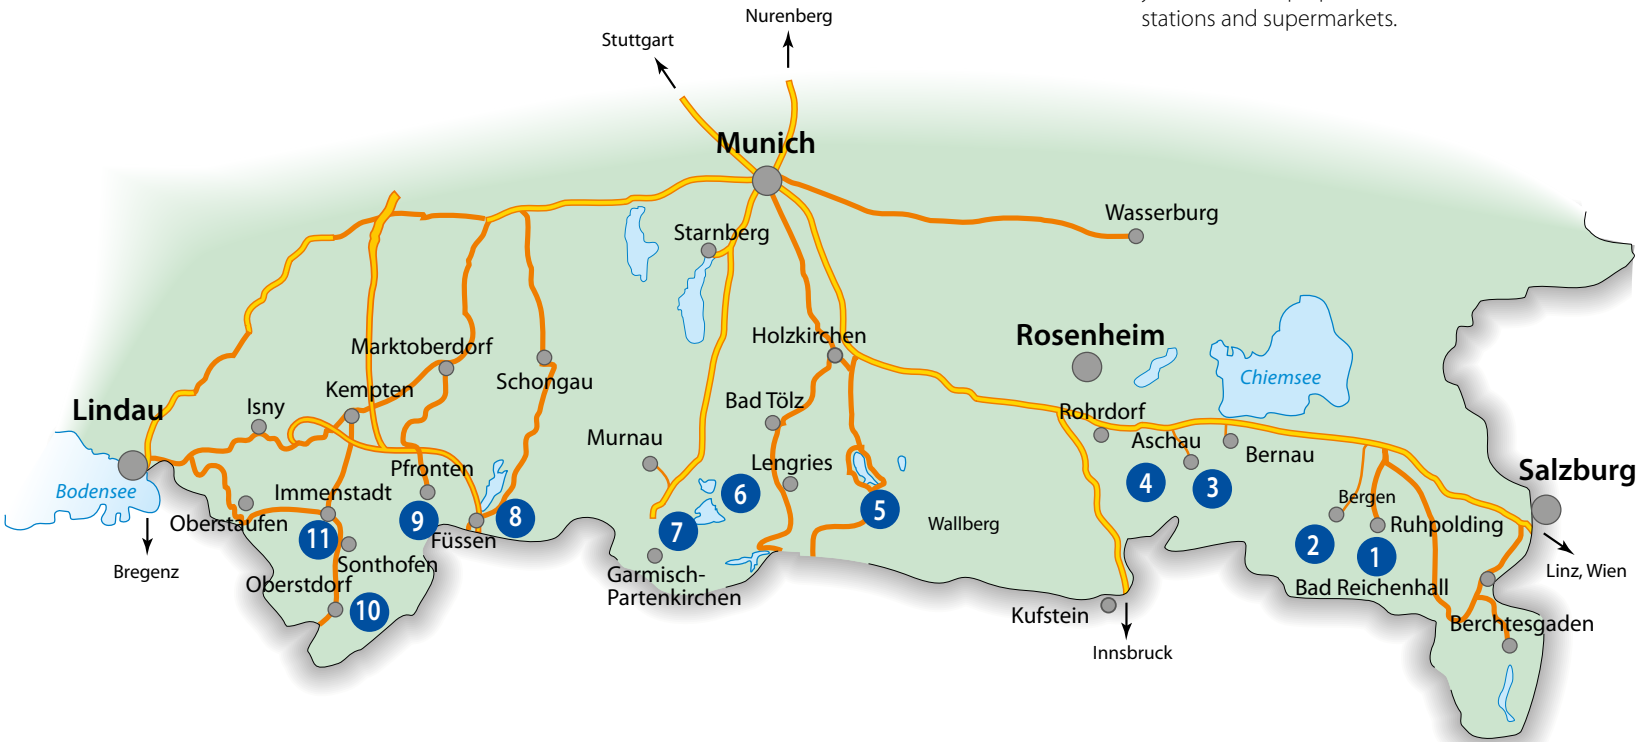 stations and supermarkets.
Nurenberg
Stuttgart
Munich
Wasserburg
Starnberg
Holzkirchen
Rosenheim
Marktoberdorf
Chiemsee
Kempten
Schongau
Lindau
Isny
Bad Tölz
Rohrdorf
Murnau
Aschau
Bernau
Pfronten
Lengries
Salzburg
Bodensee
Immenstadt
4
3
6
Bergen
Oberstaufen
9
8
5
Wallberg
Ruhpolding
11
Füssen
7
2
1
Sonthofen
Bregenz
Linz, Wien
Oberstdorf
Garmisch-
Partenkirchen
Bad Reichenhall
10
Kufstein
Berchtesgaden
Innsbruck